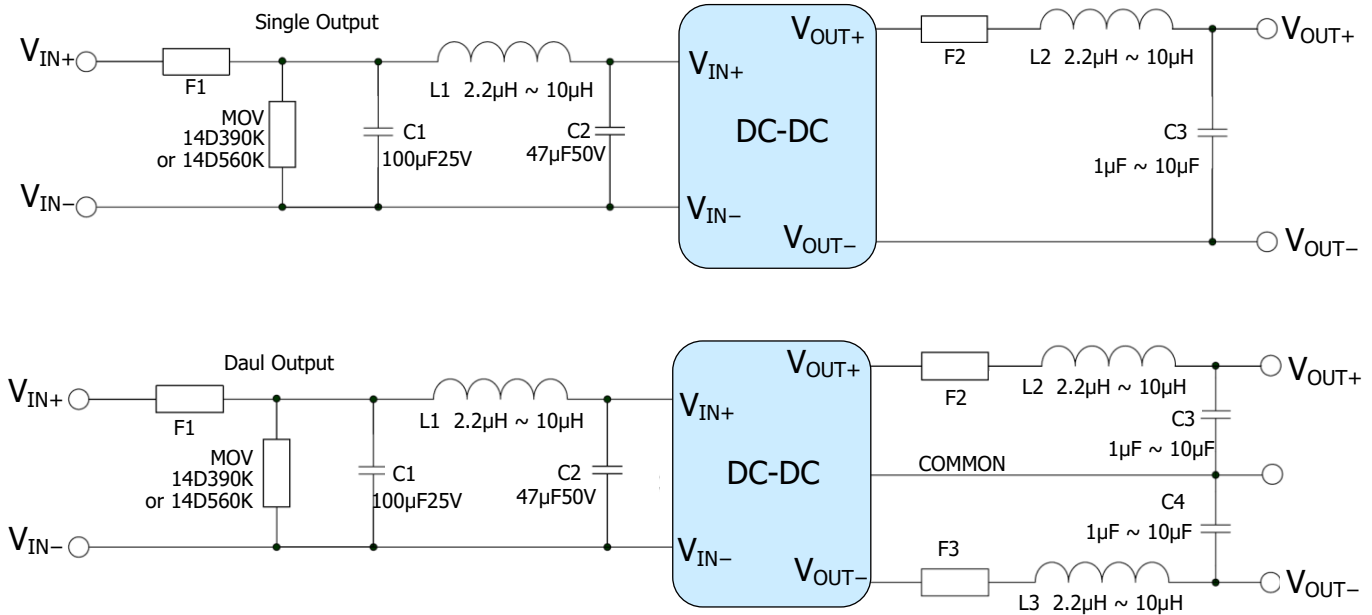 Single Output
VIN+
F1
MOV
14D390K
or 14D560K
C1
100µF25V
L1 2.2µH ~ 10µH
C2
47µF50V
VIN−
VIN+
VOUT+
DC-DC
VIN−
VOUT−
F2
L2 2.2µH ~ 10µH
C3
1µF ~ 10µF
VOUT+
VOUT−
Daul Output
VIN+
F1
MOV
14D390K
or 14D560K
C1
100µF25V
L1 2.2µH ~ 10µH
C2
47µF50V
VIN−
VOUT+
VIN+
DC-DC
VIN−
VOUT−
F2
L2 2.2µH ~ 10µH
VOUT+
C3
1µF ~ 10µF
COMMON
C4
1µF ~ 10µF
F3
L3 2.2µH ~ 10µH
VOUT−